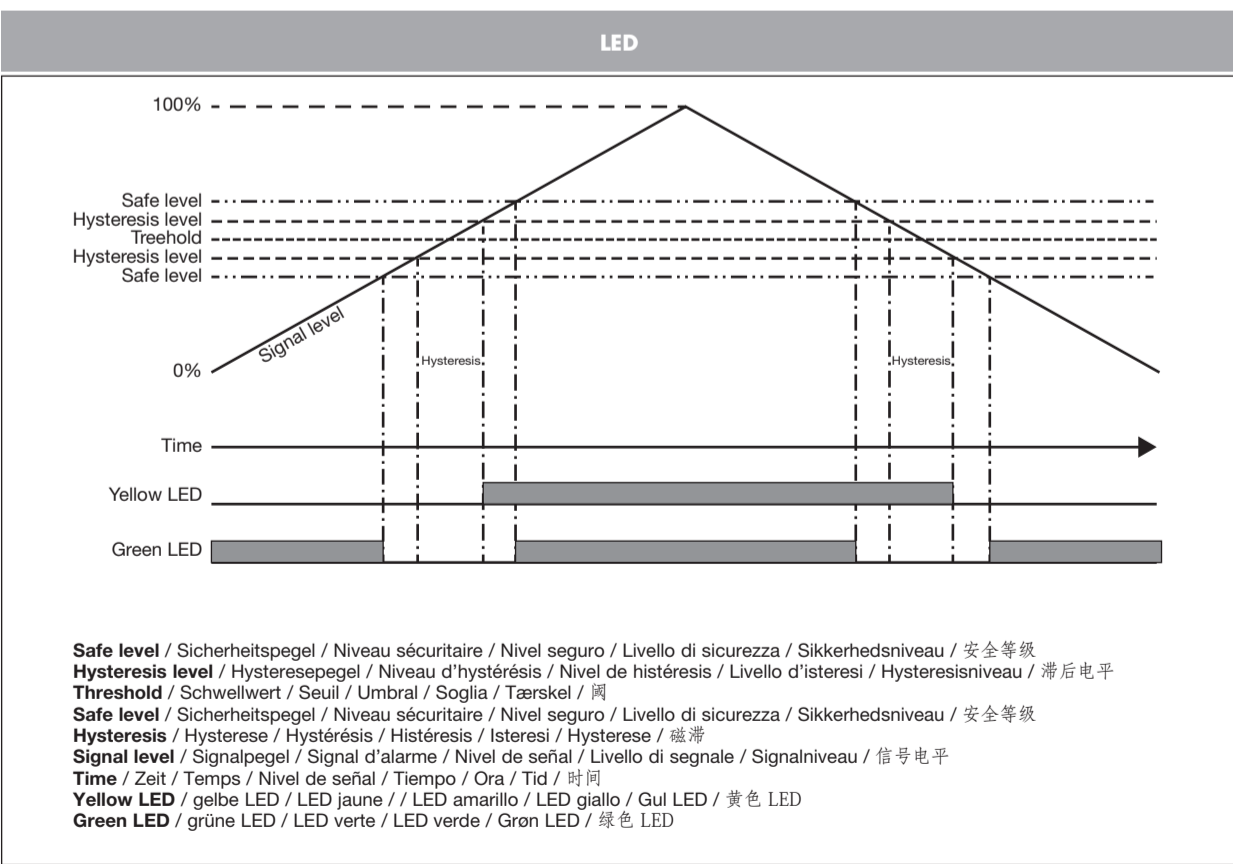 LED
100%
Safe level
Hysteresis level
Treehold
Hysteresis level
Safe level
Signal level
0%
Hysteresis
Hysteresis
Time
Yellow LED
Green LED
Safe level / Sicherheitspegel / Niveau sécuritaire / Nivel seguro / Livello di sicurezza / Sikkerhedsniveau / 安全等级
Hysteresis level / Hysteresepegel / Niveau d'hystérésis / Nivel de histéresis / Livello d'isteresi / Hysteresisniveau / 滞后电平
Threshold / Schwellwert / Seuil / Umbral / Soglia / Tærskel / 阈
Safe level / Sicherheitspegel / Niveau sécuritaire / Nivel seguro / Livello di sicurezza / Sikkerhedsniveau / 安全等级
Hysteresis / Hysterese / Hystérésis / Histéresis / Isteresi / Hysterese / 磁滞
Signal level / Signalpegel / Signal d'alarme / Nivel de señal / Livello di segnale / Signalniveau / 信号电平
Time / Zeit / Temps / Nivel de señal / Tiempo / Ora / Tid / 时间
Yellow LED / gelbe LED / LED jaune / / LED amarillo / LED giallo / Gul LED / 黄色 LED
Green LED / grüne LED / LED verte / LED verde / Grøn LED / 绿色 LED